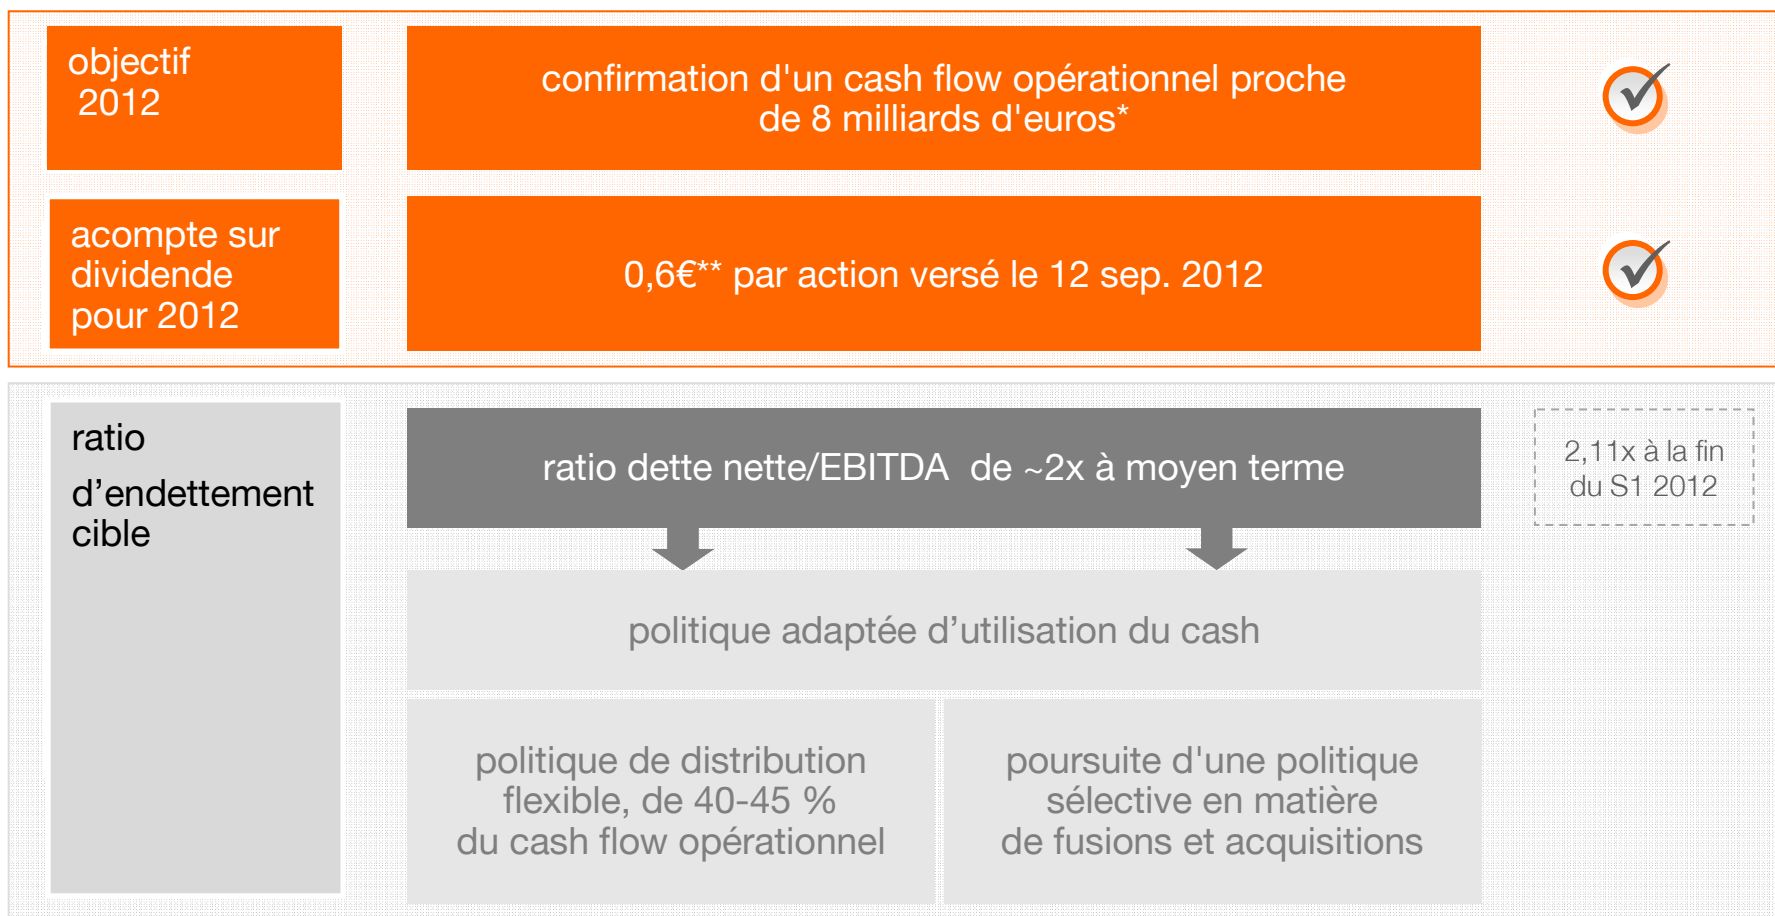 objectif
2012
confirmation d'un cash flow opérationnel proche
de 8 milliards d'euros*
acompte sur
dividende
pour 2012
0,6€** par action versé le 12 sep. 2012
ratio
d’endettement
cible
ratio dette nette/EBITDA de ~2x à moyen terme
2,11x à la fin
du S1 2012
politique adaptée d’utilisation du cash
politique de distribution
flexible, de 40-45 %
du cash flow opérationnel
poursuite d'une politique
sélective en matière
de fusions et acquisitions